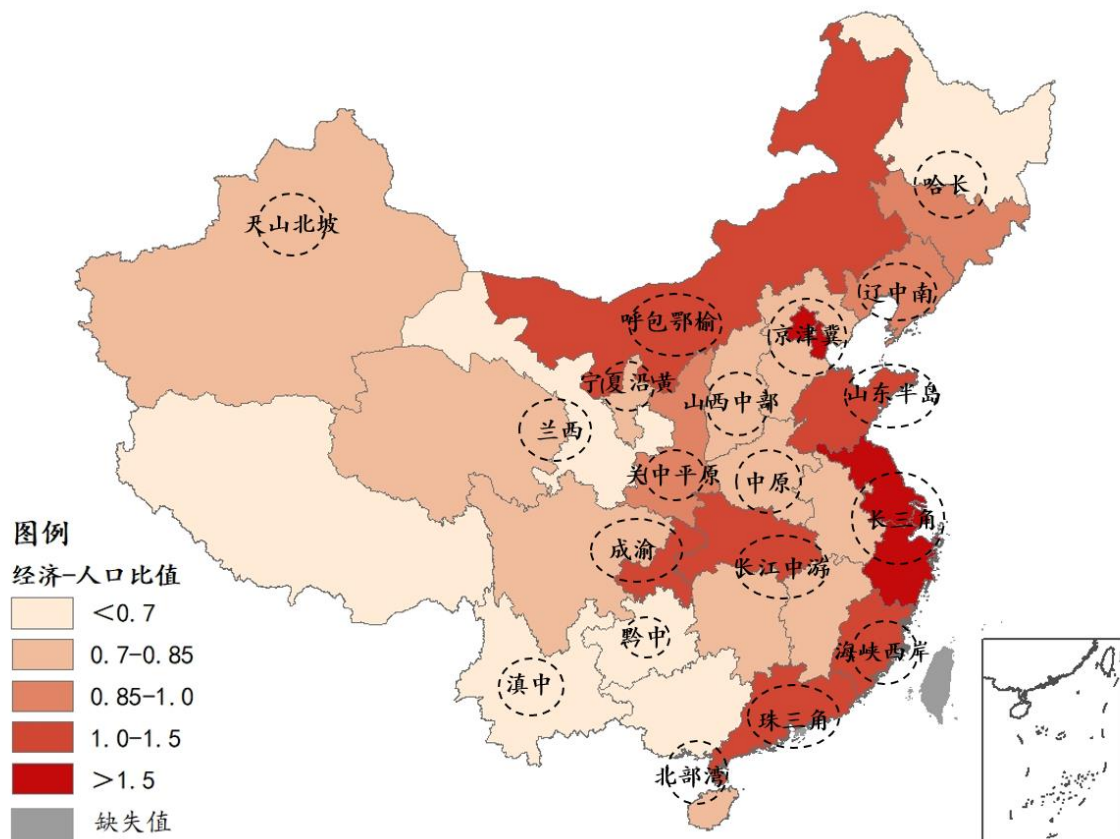 哈长
天山北坡
辽中南
呼包鄂榆
京津冀
宁夏沿黄
山西中部
山东半岛
兰西
关中平原
中原
长三角
成渝
长江中游
黔中
海峡西岸
滇中
珠三角
北部湾
图例
经济-人口比值
<0.7
0.7-0.85
0.85-1.0
1.0-1.5
>1.5
缺失值